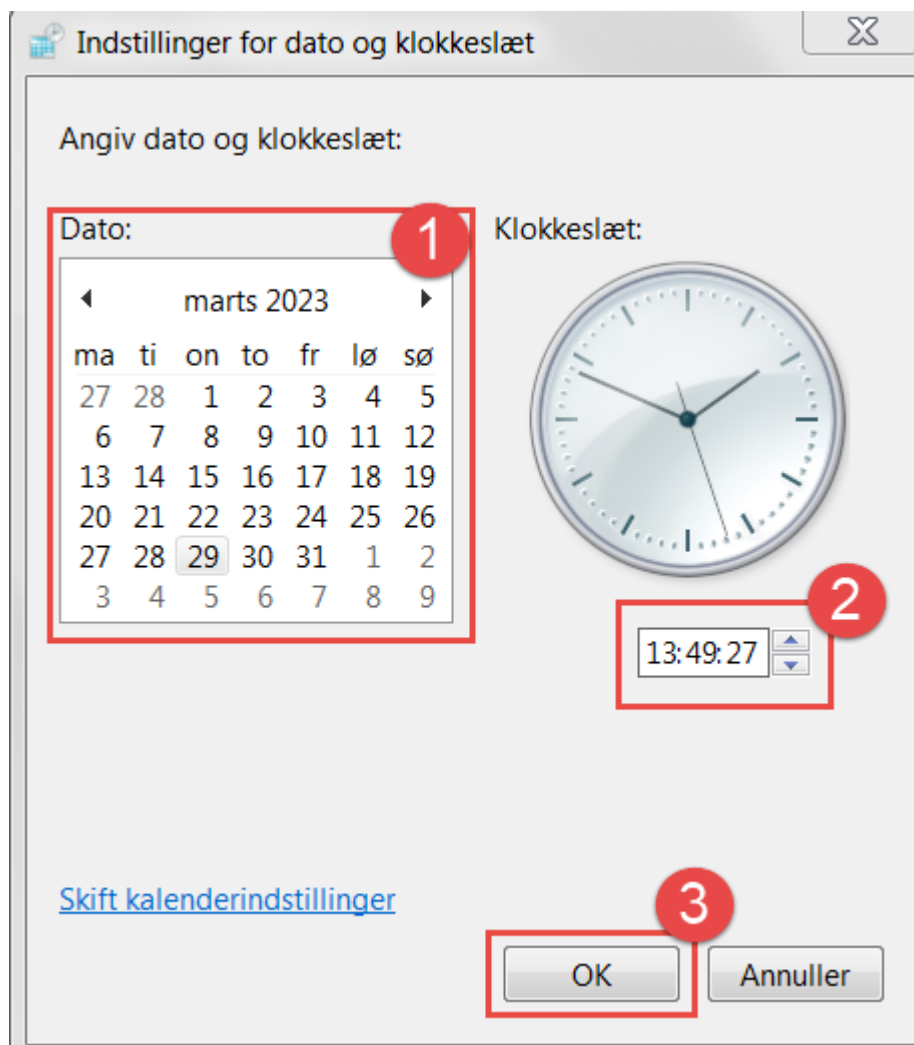 Indstillinger for dato og klokkeslæt
Angiv dato og klokkeslæt:
Dato:
1
marts 2023
ma ti on to fr lø sø
27 28 1 2 3 4 5
6 7 8 9 10 11 12
13 14 15 16 17 18 19
20 21 22 23 24 25 26
27 28 29 30 31 1 2
3 4 5 6 7 8 9
Klokkeslæt:
2
13:49:27
Skift kalenderindstillinger
3
OK
Annuller